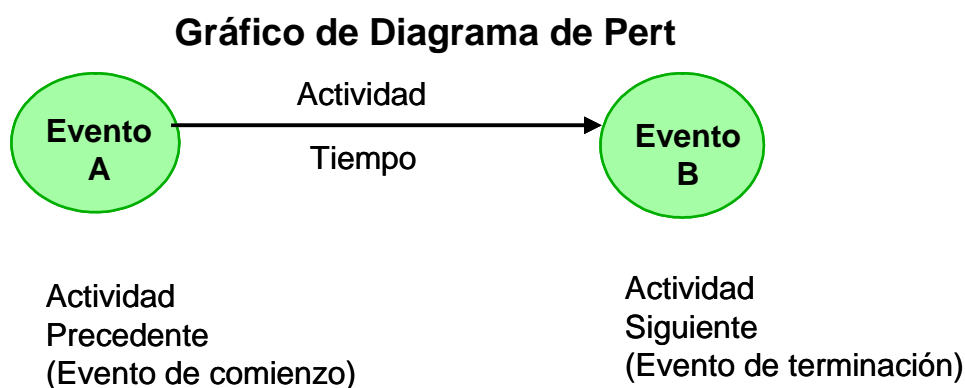 Gráfico de Diagrama de Pert
Actividad
Evento
A
Tiempo
Evento
B
Actividad
Precedente
(Evento de comienzo)
Actividad
Siguiente
(Evento de terminación)